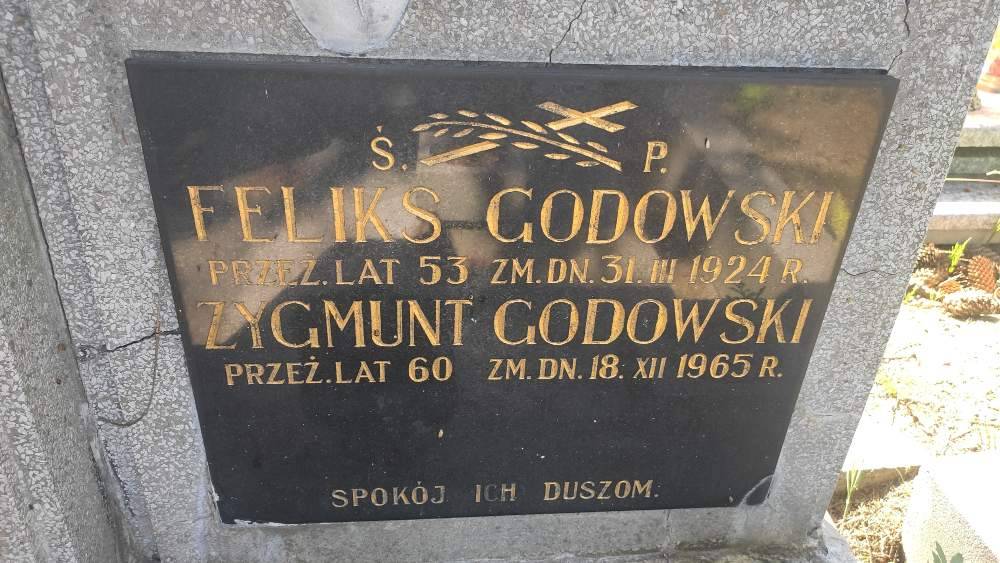 Ś. P.
FELIKS GODOWSKI
PRZEŻ. LAT 53 ZM. DN. 31. III 1924 R.
ZYGMUNT GODOWSKI
PRZEŻ. LAT 60 ZM. DN. 18. XII 1965 R.
SPOKÓJ ICH DUSZOM.